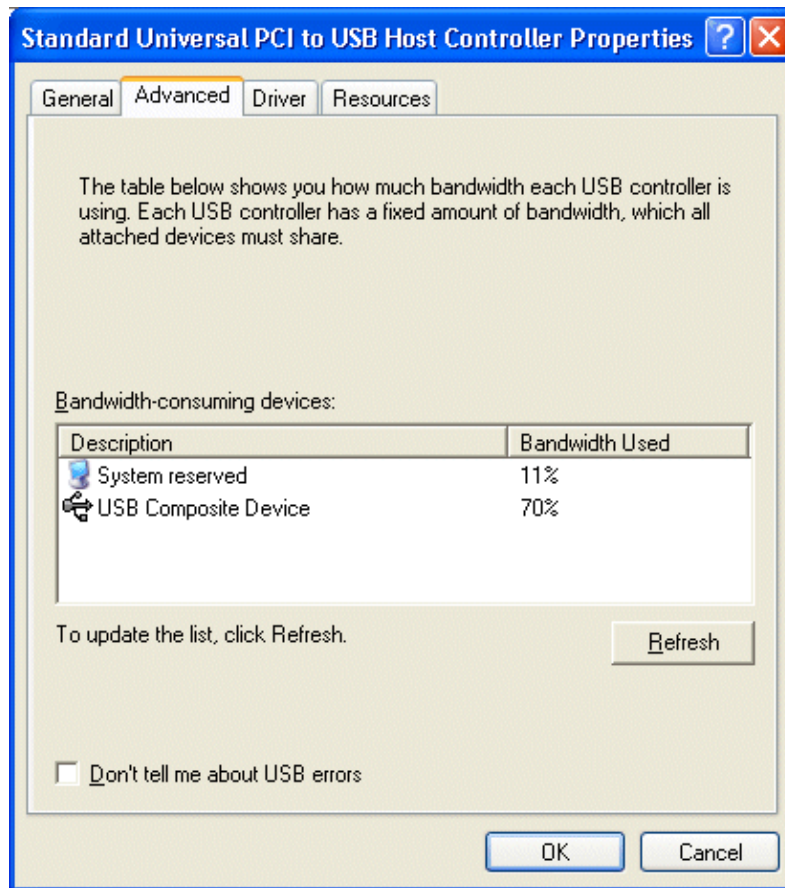 Standard Universal PCI to USB Host Controller Properties ? X
General Advanced Driver Resources
The table below shows you how much bandwidth each USB controller is
using. Each USB controller has a fixed amount of bandwidth, which all
attached devices must share.
Bandwidth-consuming devices:
Description Bandwidth Used
System reserved 11%
USB Composite Device 70%
To update the list, click Refresh.
Refresh
Don't tell me about USB errors
OK Cancel